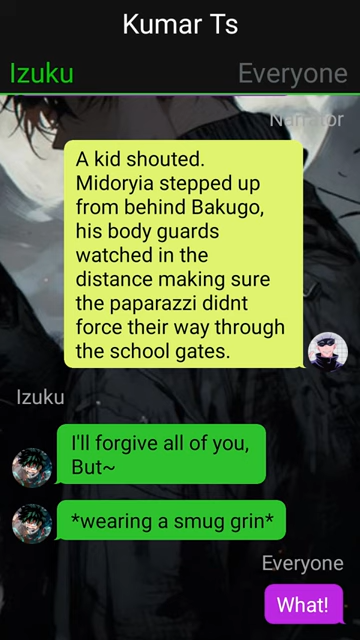 Kumar Ts
Izuku Everyone
Narrator
A kid shouted.
Midoryia stepped up
from behind Bakugo,
his body guards
watched in the
distance making sure
the paparazzi didnt
force their way through
the school gates.
Izuku
I'll forgive all of you,
But~
*wearing a smug grin*
Everyone
What!